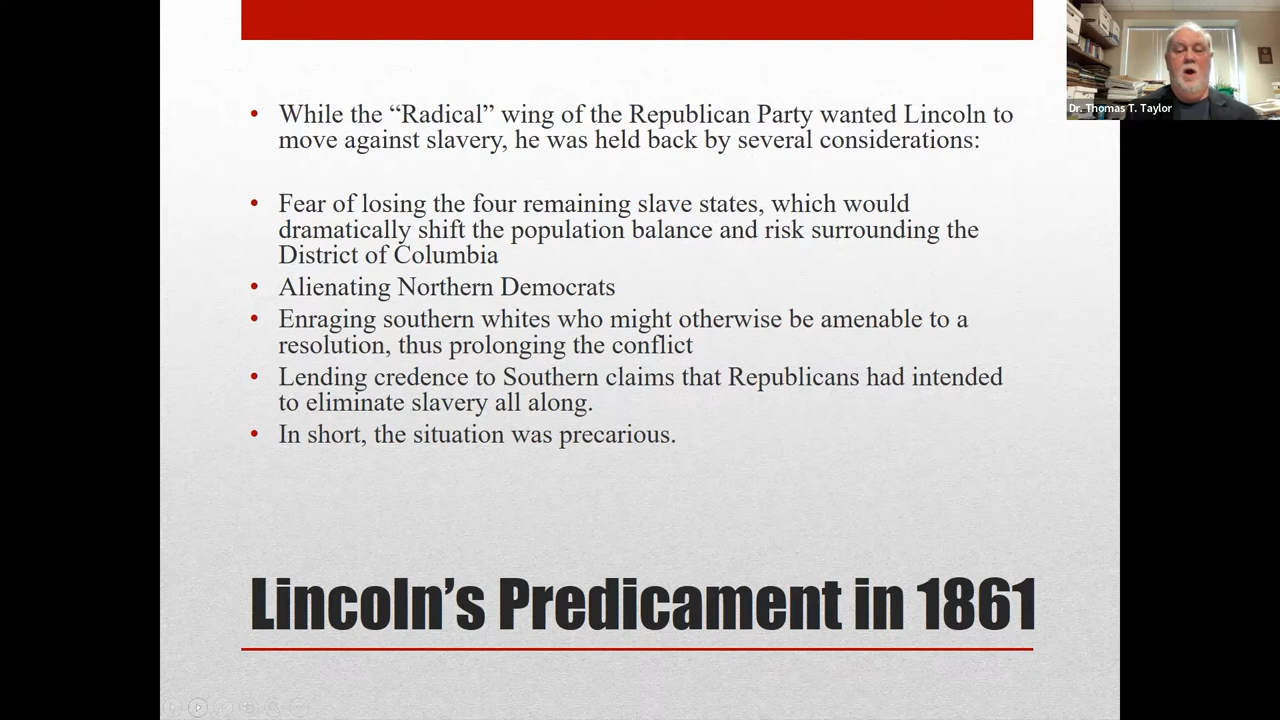 While the “Radical” wing of the Republican Party wanted Lincoln to
move against slavery, he was held back by several considerations:
Fear of losing the four remaining slave states, which would
dramatically shift the population balance and risk surrounding the
District of Columbia
Alienating Northern Democrats
Enraging southern whites who might otherwise be amenable to a
resolution, thus prolonging the conflict
Lending credence to Southern claims that Republicans had intended
to eliminate slavery all along.
In short, the situation was precarious.
Lincoln’s Predicament in 1861
Dr. Thomas T. Taylor